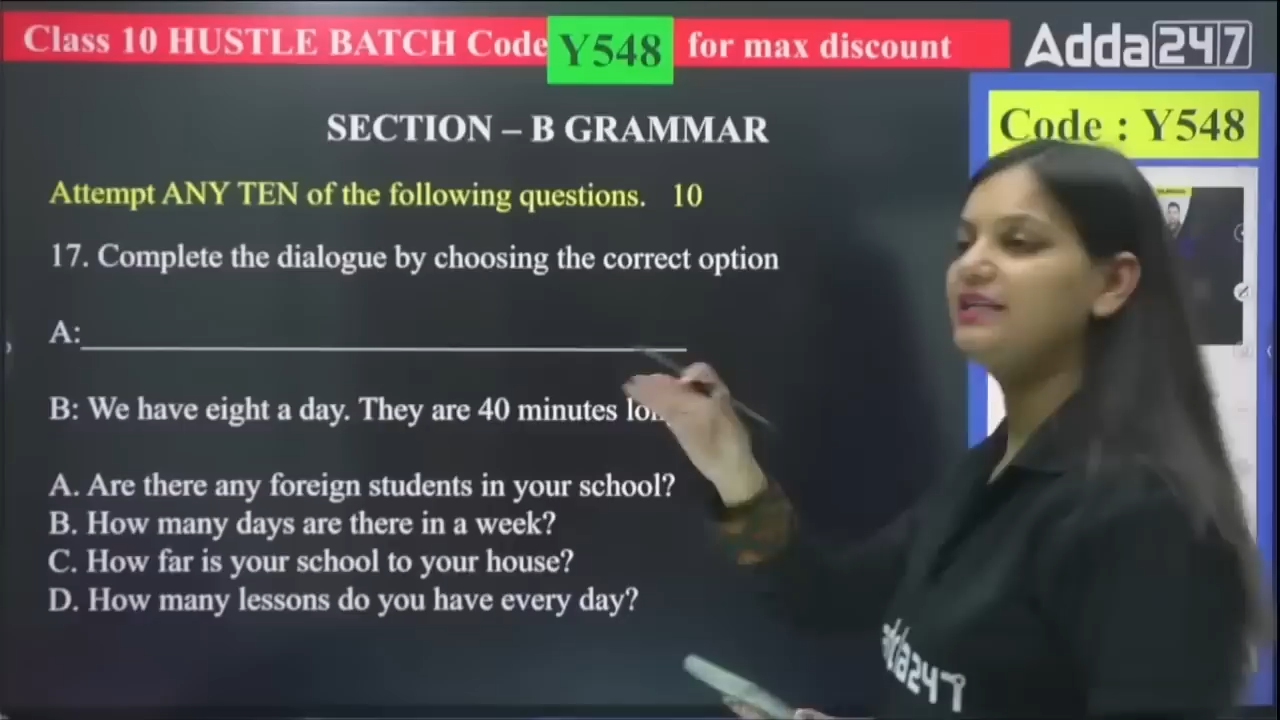 Class 10 HUSTLE BATCH Code Y548 for max discount
Adda247
Code : Y548
SECTION – B GRAMMAR
Attempt ANY TEN of the following questions. 10
17. Complete the dialogue by choosing the correct option
A:
B: We have eight a day. They are 40 minutes
A. Are there any foreign students in your school?
B. How many days are there in a week?
C. How far is your school to your house?
D. How many lessons do you have every day?
adda247